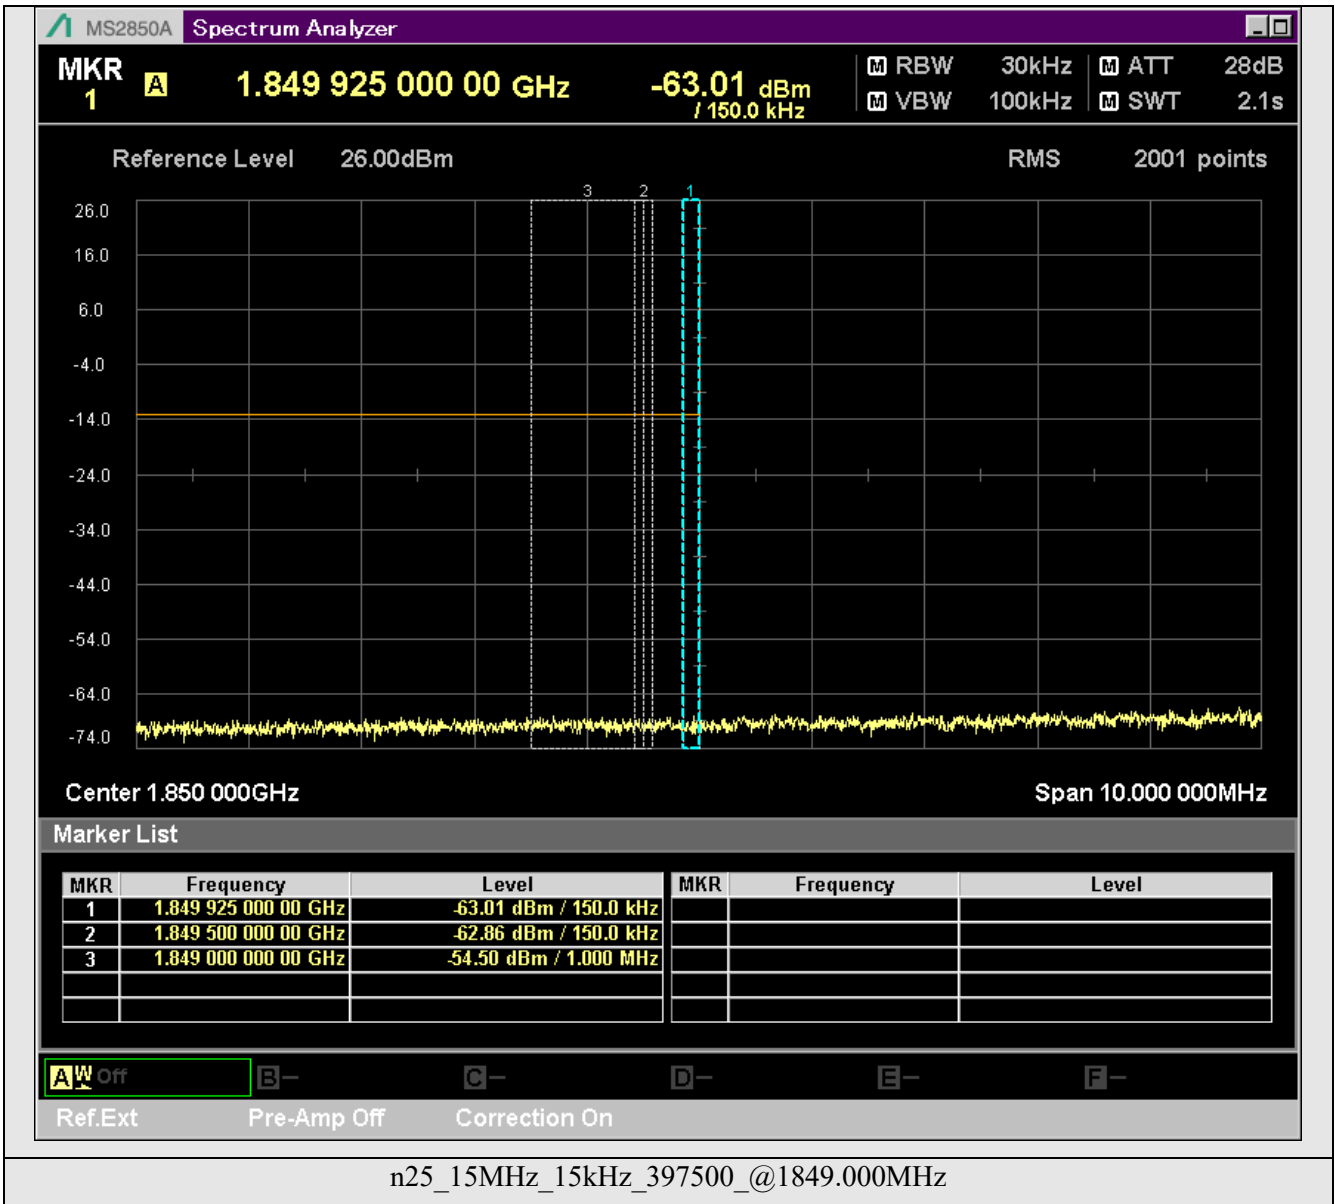 MS2850A Spectrum Analyzer
MKR 1 A 1.849 925 000 00 GHz -63.01 dBm / 150.0 kHz
M RBW 30kHz M ATT 28dB
M VBW 100kHz M SWT 2.1s
Reference Level 26.00dBm RMS 2001 points
3 2 1
26.0
16.0
6.0
-4.0
-14.0
-24.0
-34.0
-44.0
-54.0
-64.0
-74.0
Center 1.850 000GHz Span 10.000 000MHz
Marker List
MKR Frequency Level MKR Frequency Level
1 1.849 925 000 00 GHz -63.01 dBm / 150.0 kHz
2 1.849 500 000 00 GHz -62.86 dBm / 150.0 kHz
3 1.849 000 000 00 GHz -54.50 dBm / 1.000 MHz
A W Off B- C- D- E- F-
Ref.Ext Pre-Amp Off Correction On
n25_15MHz_15kHz_397500_@1849.000MHz